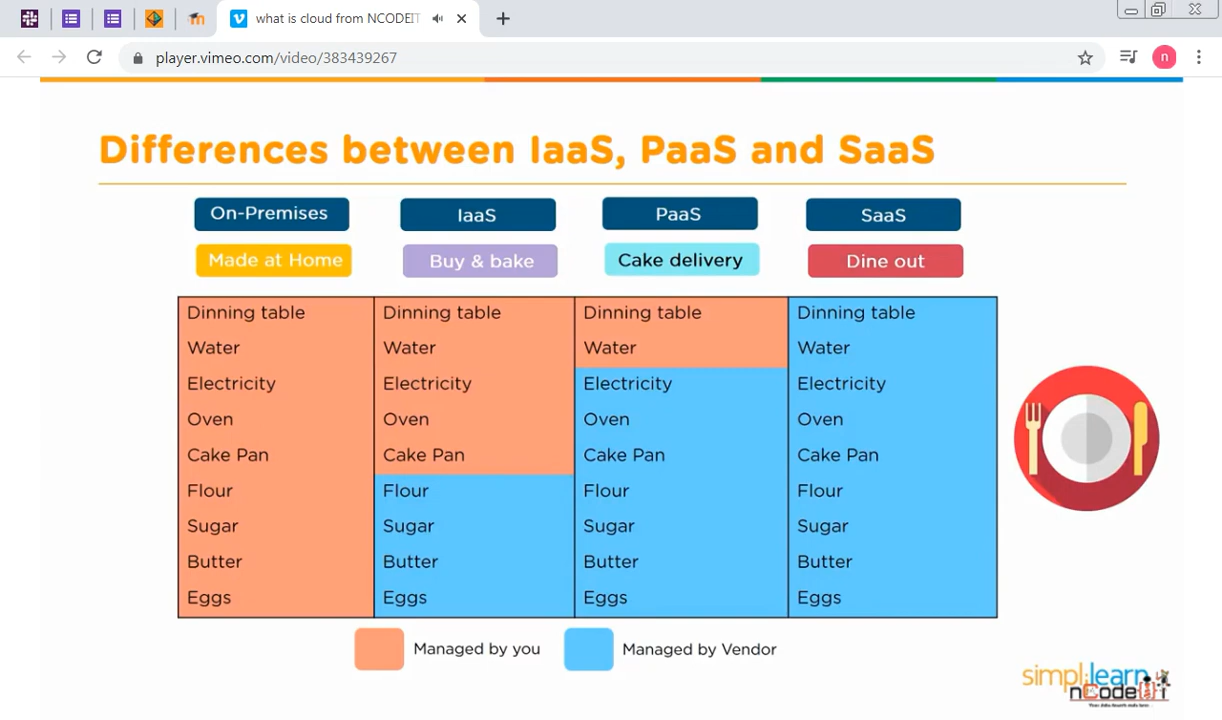 what is cloud from NCODEIT
player.vimeo.com/video/383439267
n
Differences between IaaS, PaaS and SaaS
On-Premises
IaaS
PaaS
SaaS
Made at Home
Buy & bake
Cake delivery
Dine out
Dinning table
Water
Electricity
Oven
Cake Pan
Flour
Sugar
Butter
Eggs
Dinning table
Water
Electricity
Oven
Cake Pan
Flour
Sugar
Butter
Eggs
Dinning table
Water
Electricity
Oven
Cake Pan
Flour
Sugar
Butter
Eggs
Dinning table
Water
Electricity
Oven
Cake Pan
Flour
Sugar
Butter
Eggs
Managed by you
Managed by Vendor
simplilearn
nCodeIT